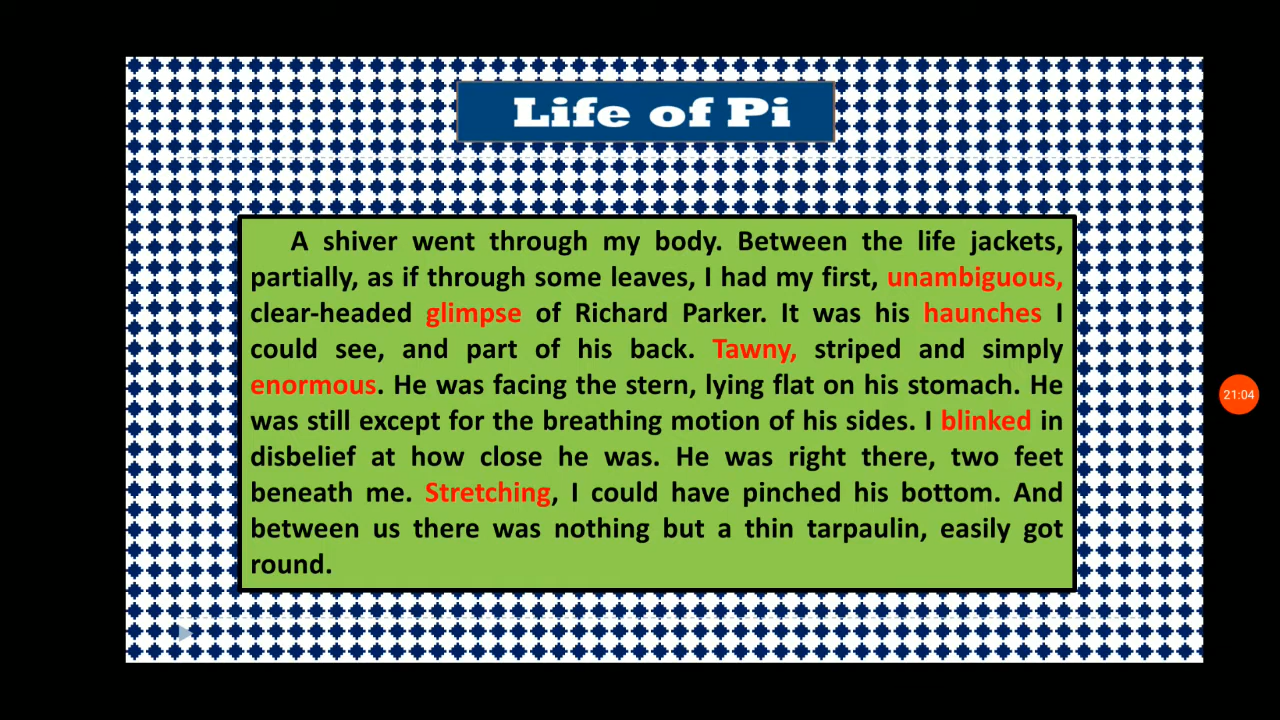 Life of Pi
A shiver went through my body. Between the life jackets,
partially, as if through some leaves, I had my first, unambiguous,
clear-headed glimpse of Richard Parker. It was his haunches I
could see, and part of his back. Tawny, striped and simply
enormous. He was facing the stern, lying flat on his stomach. He
was still except for the breathing motion of his sides. I blinked in
disbelief at how close he was. He was right there, two feet
beneath me. Stretching, I could have pinched his bottom. And
between us there was nothing but a thin tarpaulin, easily got
round.
21:04